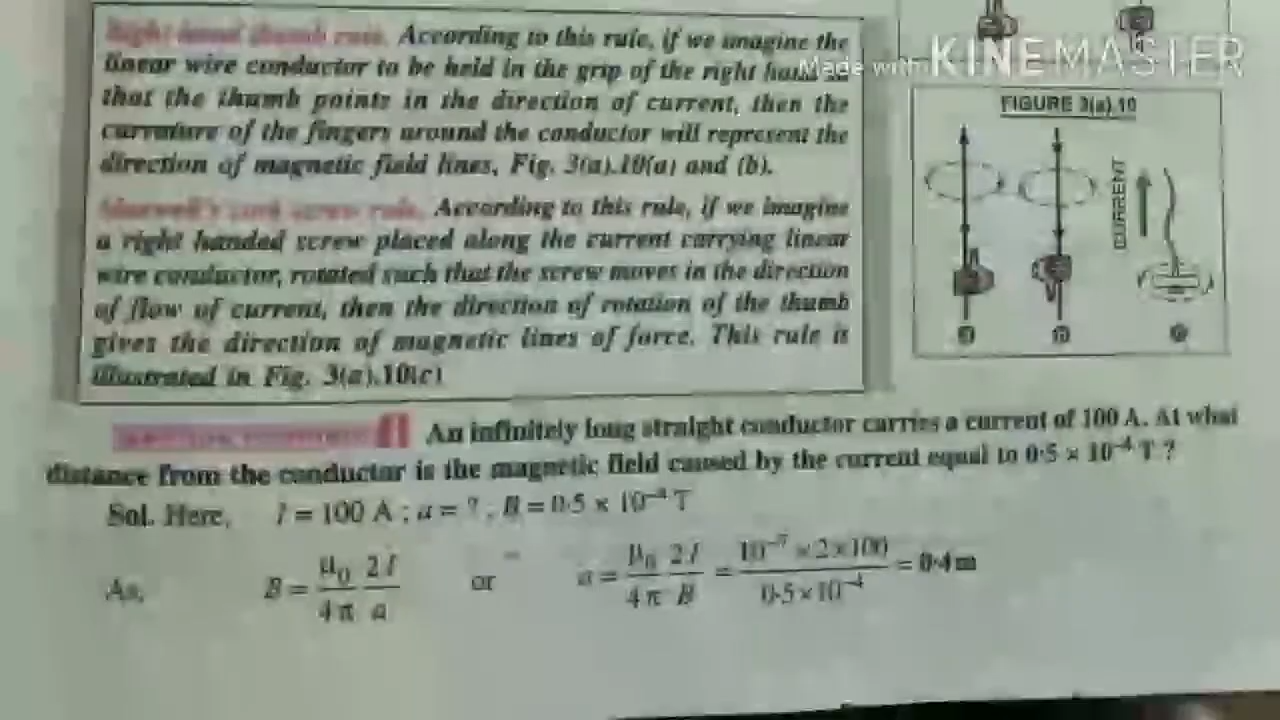 Right hand thumb rule. According to this rule, if we imagine the
linear wire conductor to be held in the grip of the right hand so
that the thumb points in the direction of current, then the
curvature of the fingers around the conductor will represent the
direction of magnetic field lines, Fig. 3(a).10(a) and (b).
Maxwell's cork screw rule. According to this rule, if we imagine
a right handed screw placed along the current carrying linear
wire conductor, rotated such that the screw moves in the direction
of flow of current, then the direction of rotation of the thumb
gives the direction of magnetic lines of force. This rule is
illustrated in Fig. 3(a).10(c)
Made with KINEMASTER
FIGURE 3(a).10
CURRENT
An infinitely long straight conductor carries a current of 100 A. At what
distance from the conductor is the magnetic field caused by the current equal to 0·5 × 10⁻⁴ T ?
Sol. Here, I = 100 A ; a = ? ; B = 0·5 × 10⁻⁴ T
As, B = μ₀/4π 2I/a or a = μ₀/4π 2I/B = 10⁻⁷ × 2 × 100/0·5 × 10⁻⁴ = 0·4 m